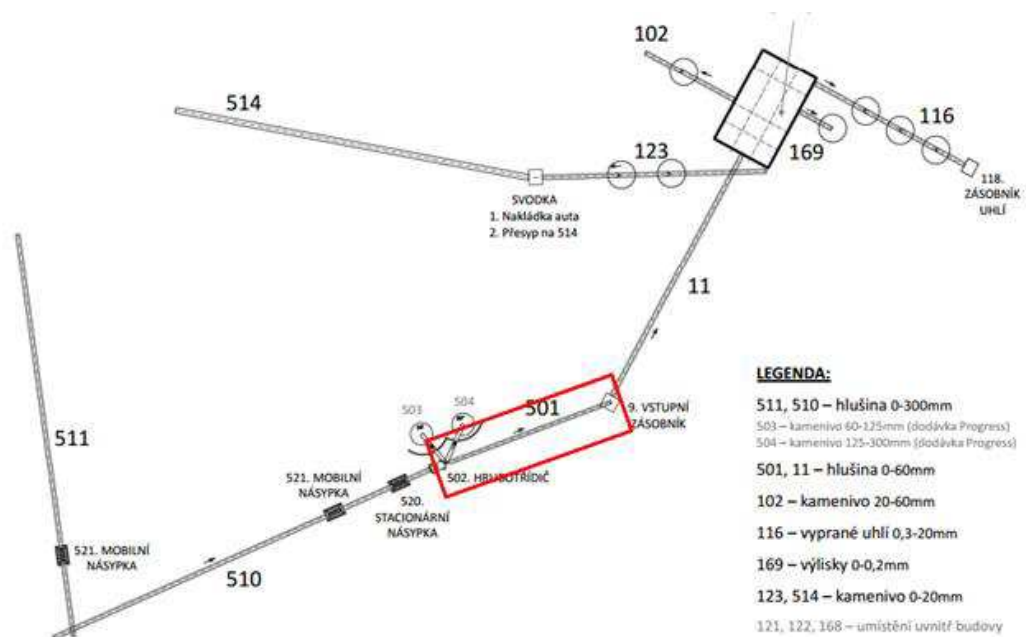 102
514
116
123
169
118.
ZÁSOBNÍK
UHLÍ
SVODKA
1. Nakládka auta
2. Přesyp na 514
11
LEGENDA:
511, 510 – hlušina 0-300mm
503 – kamenivo 60-125mm (dodávka Progress)
504 – kamenivo 125-300mm (dodávka Progress)
501, 11 – hlušina 0-60mm
102 – kamenivo 20-60mm
116 – vyprané uhlí 0,3-20mm
169 – výlisky 0-0,2mm
123, 514 – kamenivo 0-20mm
121, 122, 168 – umístění uvnitř budovy
503
504
501
9. VSTUPNÍ
ZÁSOBNÍK
511
502. HRUBOTŘÍDIČ
521. MOBILNÍ
NÁSYPKA
520.
STACIONÁRNÍ
NÁSYPKA
521. MOBILNÍ
NÁSYPKA
510